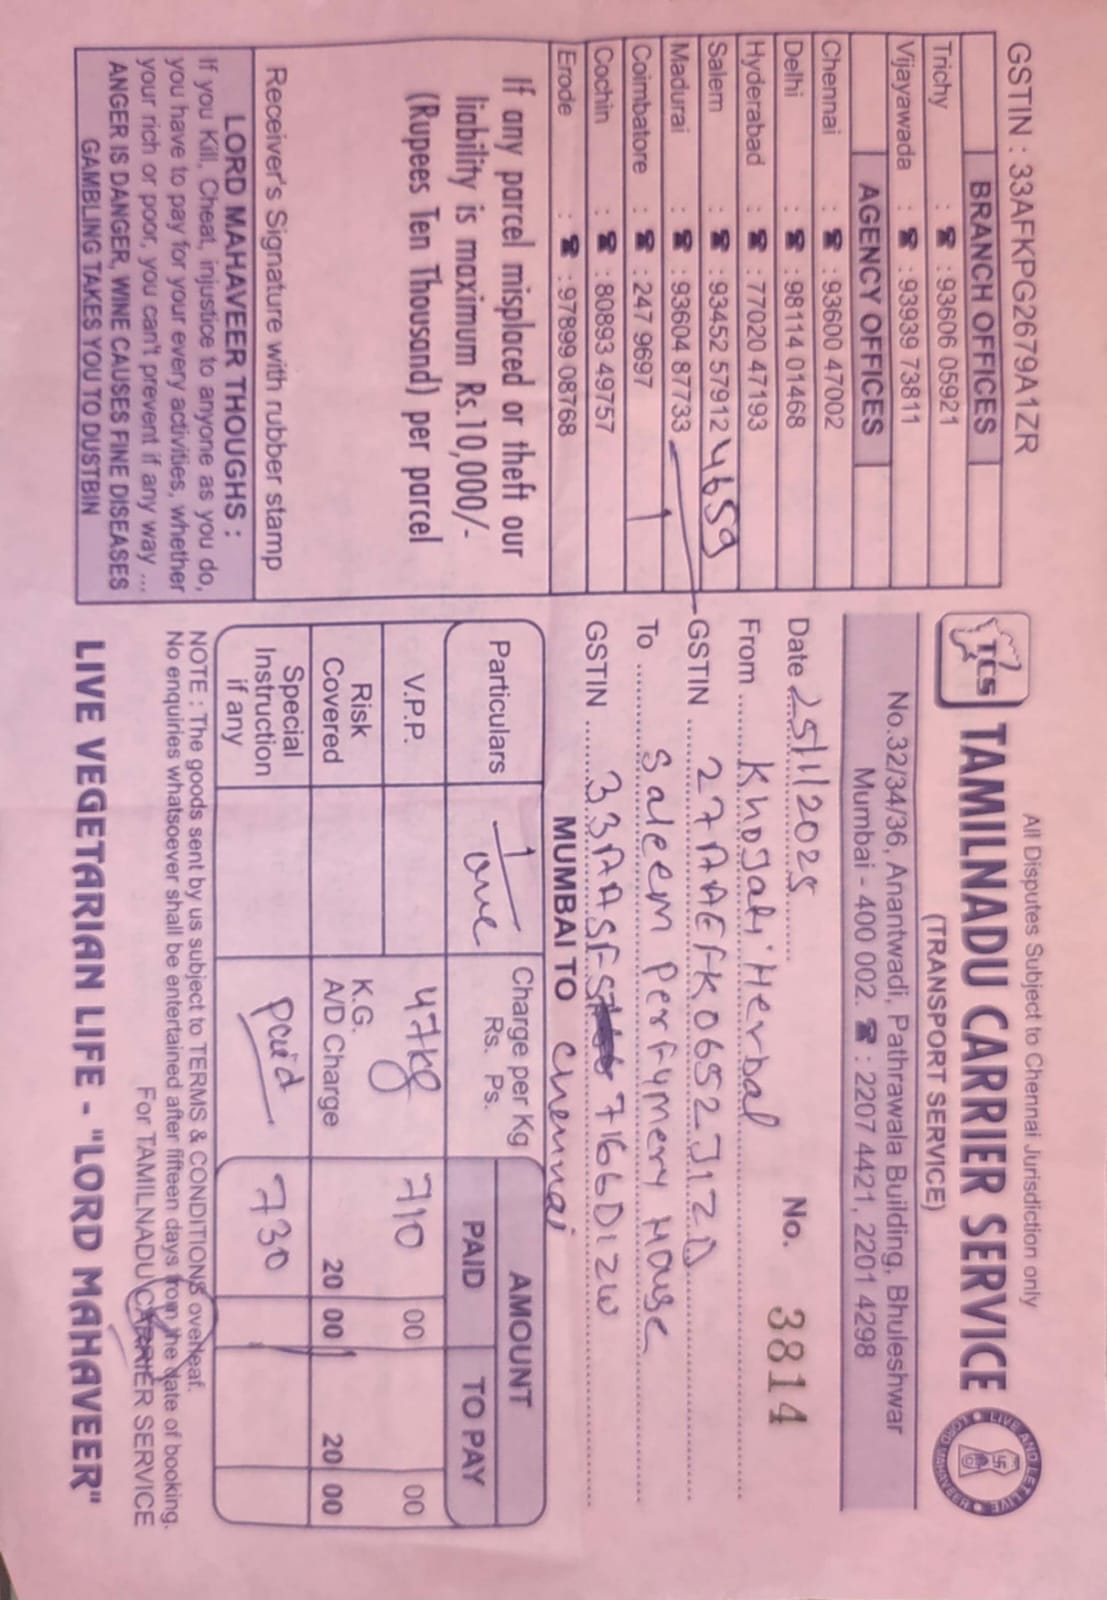 GSTIN : 33AFKPG2679A1ZR
BRANCH OFFICES
Trichy : ☎ : 93606 05921
Vijayawada : ☎ : 93939 73811
AGENCY OFFICES
Chennai : ☎ : 93600 47002
Delhi : ☎ : 98114 01468
Hyderabad : ☎ : 77020 47193
Salem : ☎ : 93452 57912
Madurai : ☎ : 93604 87733
Coimbatore : ☎ : 247 9697
Cochin : ☎ : 80893 49757
Erode : ☎ : 97899 08768
4659
1
If any parcel misplaced or theft our
liability is maximum Rs.10,000/-
(Rupees Ten Thousand) per parcel
Receiver's Signature with rubber stamp
LORD MAHAVEER THOUGHS :
If you Kill, Cheat, injustice to anyone as you do,
you have to pay for your every activities, whether
your rich or poor, you can't prevent if any way ...
ANGER IS DANGER, WINE CAUSES FINE DISEASES
GAMBLING TAKES YOU TO DUSTBIN
All Disputes Subject to Chennai Jurisdiction only
TCS
TAMILNADU CARRIER SERVICE
LIVE AND LET LIVE
LORD MAHAVEER
(TRANSPORT SERVICE)
No.32/34/36, Anantwadi, Pathrawala Building, Bhuleshwar
Mumbai - 400 002. ☎ : 2207 4421, 2201 4298
Date 25/1/2025 No. 3814
From Khogati Herbal
GSTIN 27AAEFK0652J1ZD
To Saleem Perfymery House
GSTIN 33AASFS7166D1ZW
MUMBAI TO Chennai
Particulars 1 one Charge per Kg Rs. Ps. AMOUNT
PAID TO PAY
V.P.P. 47kg 710 00 00
Risk Covered K.G. A/D Charge 20 00 20 00
Special Instruction if any paid 730
NOTE : The goods sent by us subject to TERMS & CONDITIONS overleaf.
No enquiries whatsoever shall be entertained after fifteen days from the date of booking.
For TAMILNADU CARRIER SERVICE
LIVE VEGETARIAN LIFE - "LORD MAHAVEER"